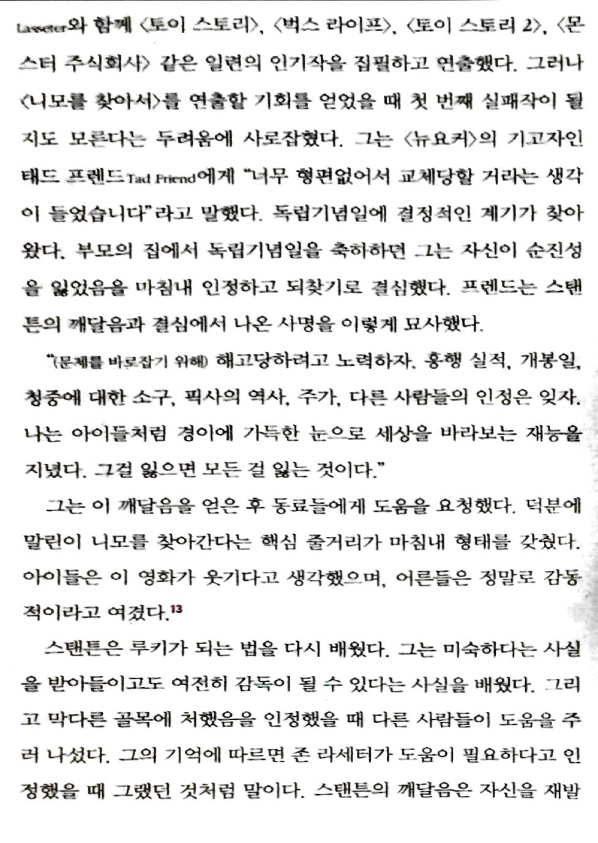 Lasseter와 함께 〈토이 스토리〉, 〈벅스 라이프〉, 〈토이 스토리 2〉, 〈몬
스터 주식회사〉 같은 일련의 인기작을 집필하고 연출했다. 그러나
〈니모를 찾아서〉를 연출할 기회를 얻었을 때 첫 번째 실패작이 될
지도 모른다는 두려움에 사로잡혔다. 그는 〈뉴요커〉의 기고자인
태드 프렌드Tad Friend에게 “너무 형편없어서 교체당할 거라는 생각
이 들었습니다”라고 말했다. 독립기념일에 결정적인 계기가 찾아
왔다. 부모의 집에서 독립기념일을 축하하면 그는 자신이 순진성
을 잃었음을 마침내 인정하고 되찾기로 결심했다. 프렌드는 스탠
튼의 깨달음과 결심에서 나온 사명을 이렇게 묘사했다.
“(문제를 바로잡기 위해) 해고당하려고 노력하자. 흥행 실적, 개봉일,
청중에 대한 소구, 픽사의 역사, 주가, 다른 사람들의 인정은 잊자.
나는 아이들처럼 경이에 가득한 눈으로 세상을 바라보는 재능을
지녔다. 그걸 잃으면 모든 걸 잃는 것이다.”
그는 이 깨달음을 얻은 후 동료들에게 도움을 요청했다. 덕분에
말린이 니모를 찾아간다는 핵심 줄거리가 마침내 형태를 갖췄다.
아이들은 이 영화가 웃기다고 생각했으며, 어른들은 정말로 감동
적이라고 여겼다.13
스탠튼은 루키가 되는 법을 다시 배웠다. 그는 미숙하다는 사실
을 받아들이고도 여전히 감독이 될 수 있다는 사실을 배웠다. 그리
고 막다른 골목에 처했음을 인정했을 때 다른 사람들이 도움을 주
러 나섰다. 그의 기억에 따르면 존 라세터가 도움이 필요하다고 인
정했을 때 그랬던 것처럼 말이다. 스탠튼의 깨달음은 자신을 재발